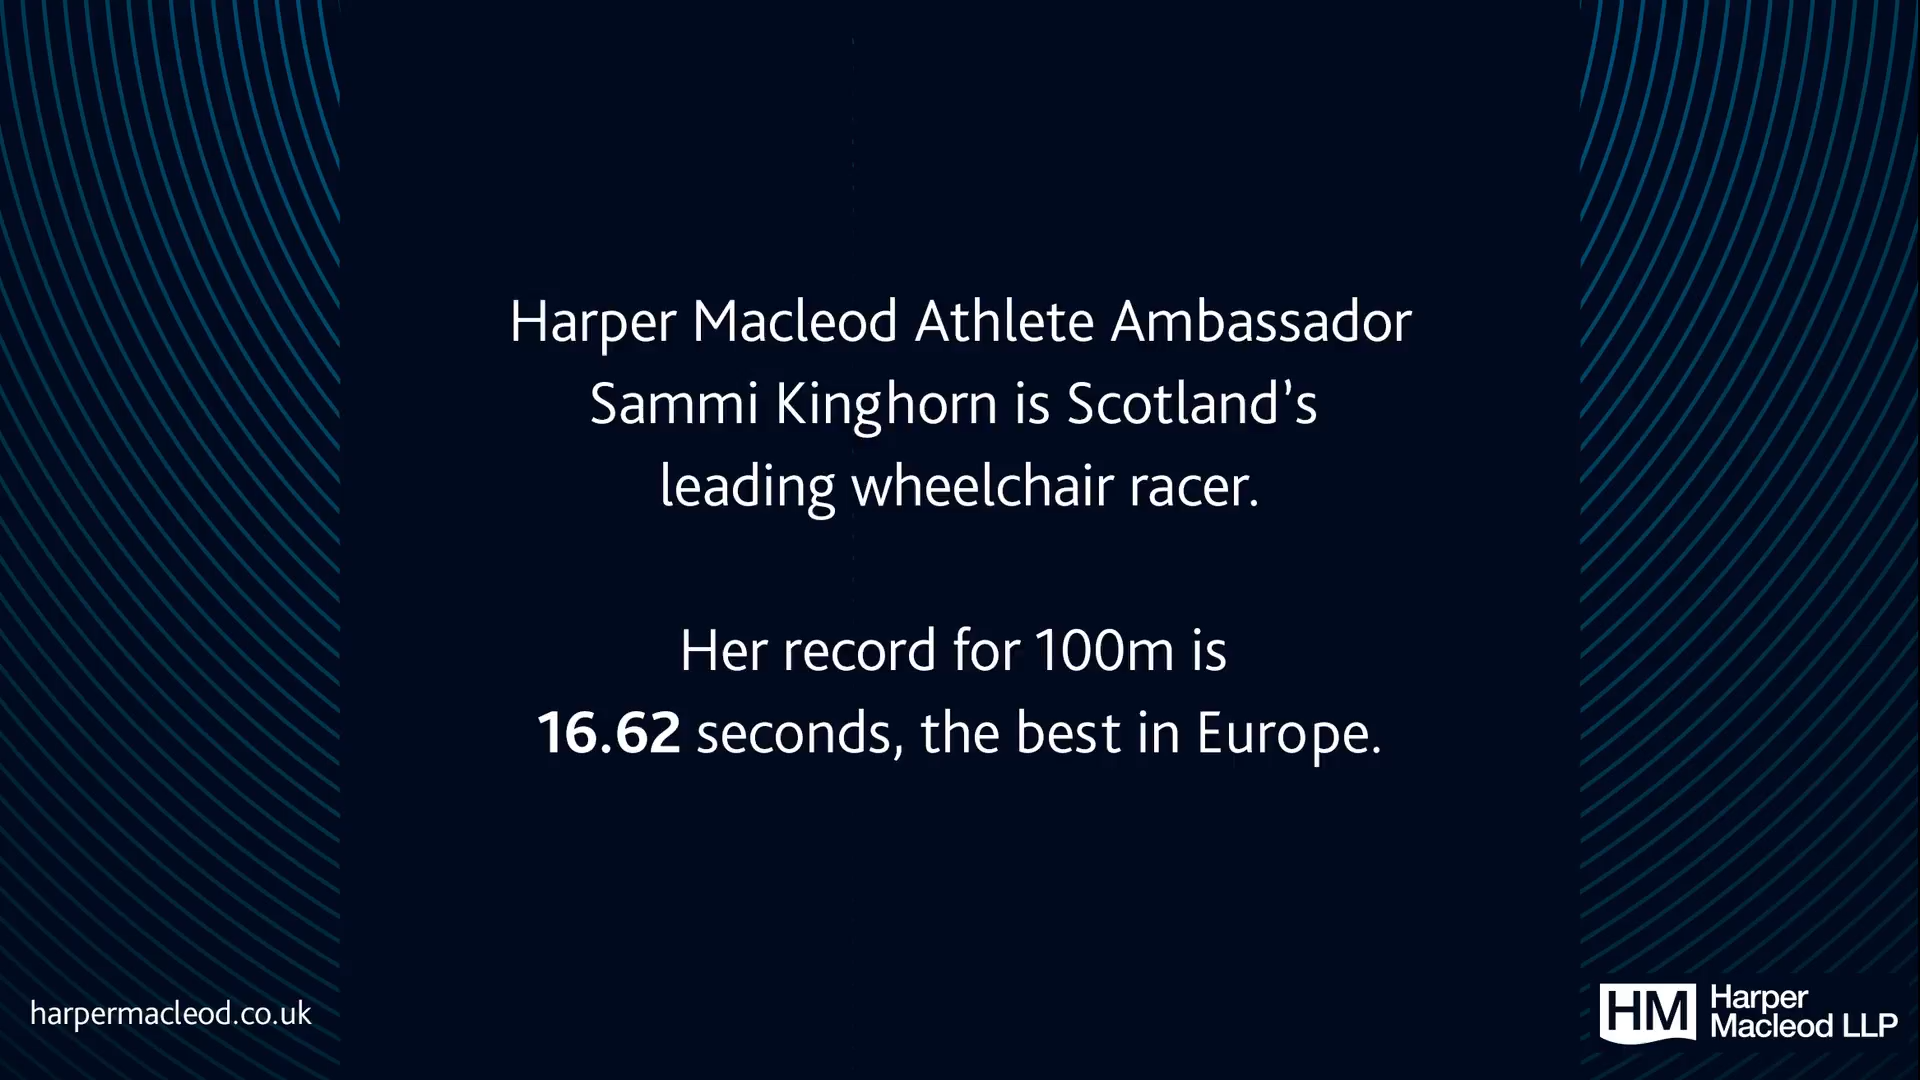 Harper Macleod Athlete Ambassador
Sammi Kinghorn is Scotland’s
leading wheelchair racer.
Her record for 100m is
16.62 seconds, the best in Europe.
harpermacleod.co.uk
HM
Harper
Macleod LLP